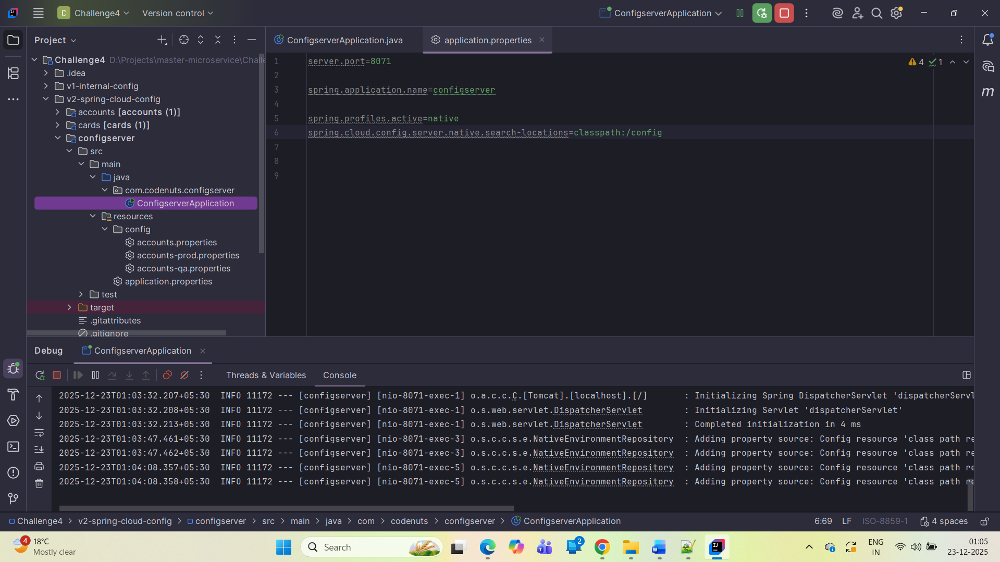 C Challenge4 Version control ConfigserverApplication
Project
ConfigserverApplication.java application.properties
Challenge4 D:\Projects\master-microservice\Challe
.idea
v1-internal-config
v2-spring-cloud-config
accounts [accounts (1)]
cards [cards (1)]
configserver
src
main
java
com.codenuts.configserver
ConfigserverApplication
resources
config
accounts.properties
accounts-prod.properties
accounts-qa.properties
application.properties
test
target
.gitattributes
.gitignore
1 server.port=8071 4 1
2
3 spring.application.name=configserver
4
5 spring.profiles.active=native
6 spring.cloud.config.server.native.search-locations=classpath:/config
7
8
9
m
Debug ConfigserverApplication
Threads & Variables Console
2025-12-23T01:03:32.207+05:30 INFO 11172 --- [configserver] [nio-8071-exec-1] o.a.c.c.C.[Tomcat].[localhost].[/] : Initializing Spring DispatcherServlet 'dispatcherServl
2025-12-23T01:03:32.208+05:30 INFO 11172 --- [configserver] [nio-8071-exec-1] o.s.web.servlet.DispatcherServlet : Initializing Servlet 'dispatcherServlet'
2025-12-23T01:03:32.213+05:30 INFO 11172 --- [configserver] [nio-8071-exec-1] o.s.web.servlet.DispatcherServlet : Completed initialization in 4 ms
2025-12-23T01:03:47.461+05:30 INFO 11172 --- [configserver] [nio-8071-exec-3] o.s.c.c.s.e.NativeEnvironmentRepository : Adding property source: Config resource 'class path re
2025-12-23T01:03:47.462+05:30 INFO 11172 --- [configserver] [nio-8071-exec-3] o.s.c.c.s.e.NativeEnvironmentRepository : Adding property source: Config resource 'class path re
2025-12-23T01:04:08.357+05:30 INFO 11172 --- [configserver] [nio-8071-exec-5] o.s.c.c.s.e.NativeEnvironmentRepository : Adding property source: Config resource 'class path re
2025-12-23T01:04:08.358+05:30 INFO 11172 --- [configserver] [nio-8071-exec-5] o.s.c.c.s.e.NativeEnvironmentRepository : Adding property source: Config resource 'class path re
Challenge4 > v2-spring-cloud-config > configserver > src > main > java > com > codenuts > configserver > ConfigserverApplication 6:69 LF ISO-8859-1 4 spaces
4 18°C
Mostly clear
Search
2
ENG
IN
01:05
23-12-2025